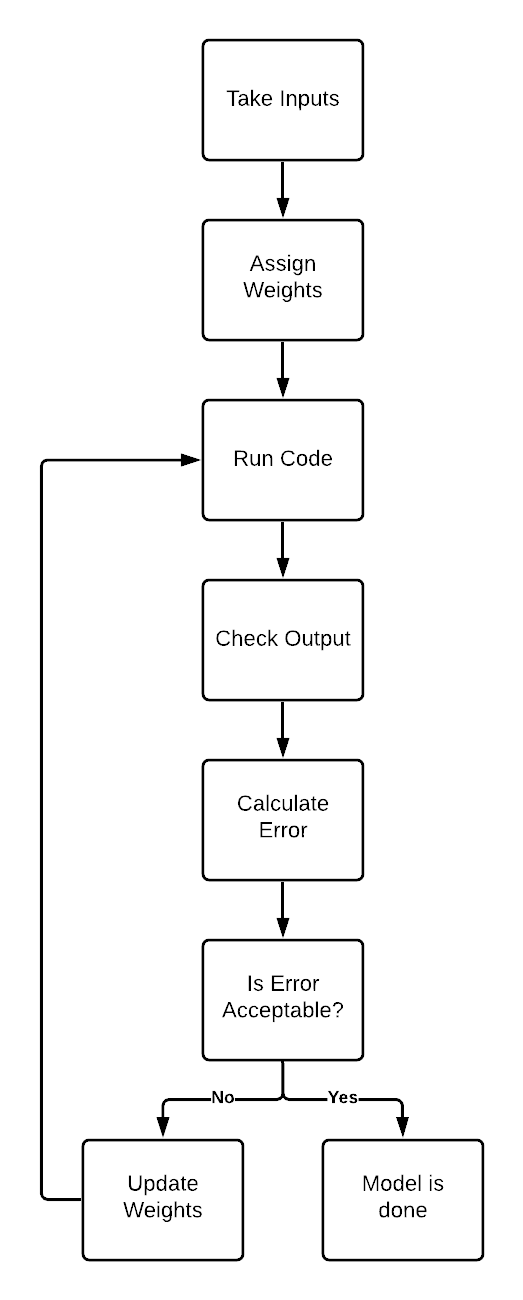 Take Inputs
Assign
Weights
Run Code
Check Output
Calculate
Error
Is Error
Acceptable?
No
Yes
Update
Weights
Model is
done